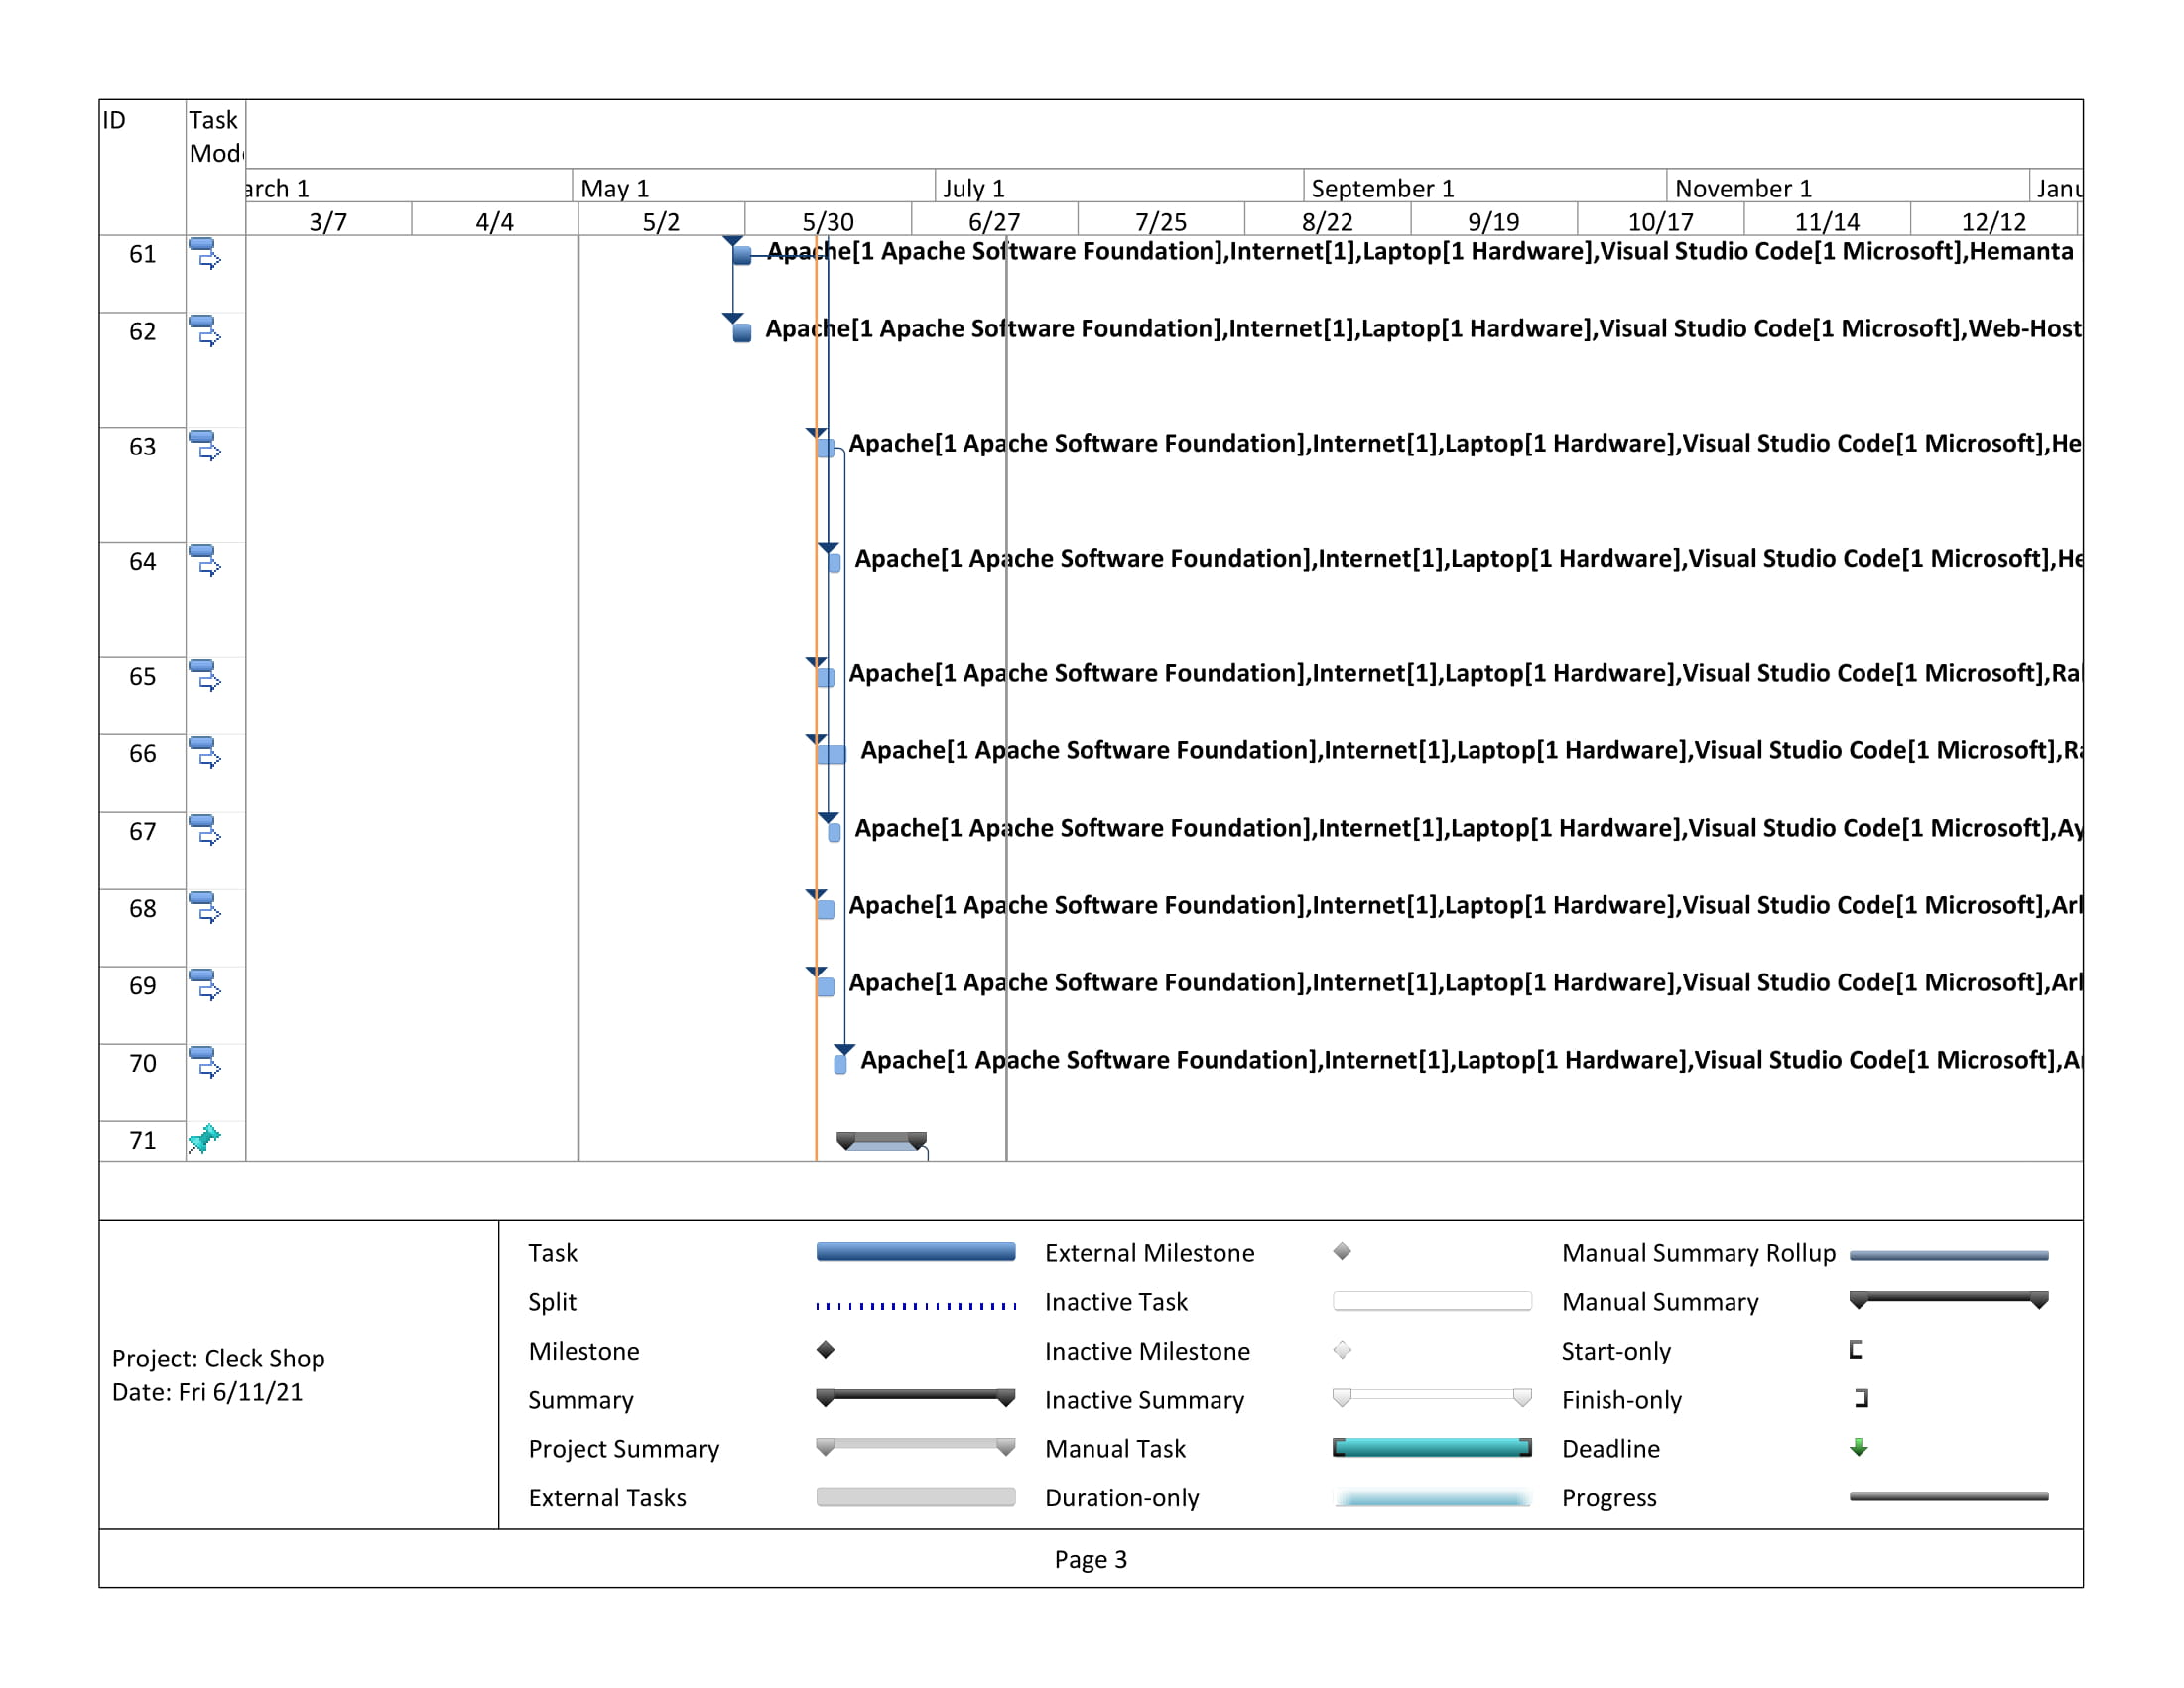 ID Task
Mod
arch 1 May 1 July 1 September 1 November 1 Janu
3/7 4/4 5/2 5/30 6/27 7/25 8/22 9/19 10/17 11/14 12/12
61 Apache[1 Apache Software Foundation],Internet[1],Laptop[1 Hardware],Visual Studio Code[1 Microsoft],Hemanta
62 Apache[1 Apache Software Foundation],Internet[1],Laptop[1 Hardware],Visual Studio Code[1 Microsoft],Web-Host
63 Apache[1 Apache Software Foundation],Internet[1],Laptop[1 Hardware],Visual Studio Code[1 Microsoft],He
64 Apache[1 Apache Software Foundation],Internet[1],Laptop[1 Hardware],Visual Studio Code[1 Microsoft],He
65 Apache[1 Apache Software Foundation],Internet[1],Laptop[1 Hardware],Visual Studio Code[1 Microsoft],Ra
66 Apache[1 Apache Software Foundation],Internet[1],Laptop[1 Hardware],Visual Studio Code[1 Microsoft],Ra
67 Apache[1 Apache Software Foundation],Internet[1],Laptop[1 Hardware],Visual Studio Code[1 Microsoft],Ay
68 Apache[1 Apache Software Foundation],Internet[1],Laptop[1 Hardware],Visual Studio Code[1 Microsoft],Ar
69 Apache[1 Apache Software Foundation],Internet[1],Laptop[1 Hardware],Visual Studio Code[1 Microsoft],Ar
70 Apache[1 Apache Software Foundation],Internet[1],Laptop[1 Hardware],Visual Studio Code[1 Microsoft],A
71
Project: Cleck Shop
Date: Fri 6/11/21
Task External Milestone Manual Summary Rollup
Split Inactive Task Manual Summary
Milestone Inactive Milestone Start-only
Summary Inactive Summary Finish-only
Project Summary Manual Task Deadline
External Tasks Duration-only Progress
Page 3